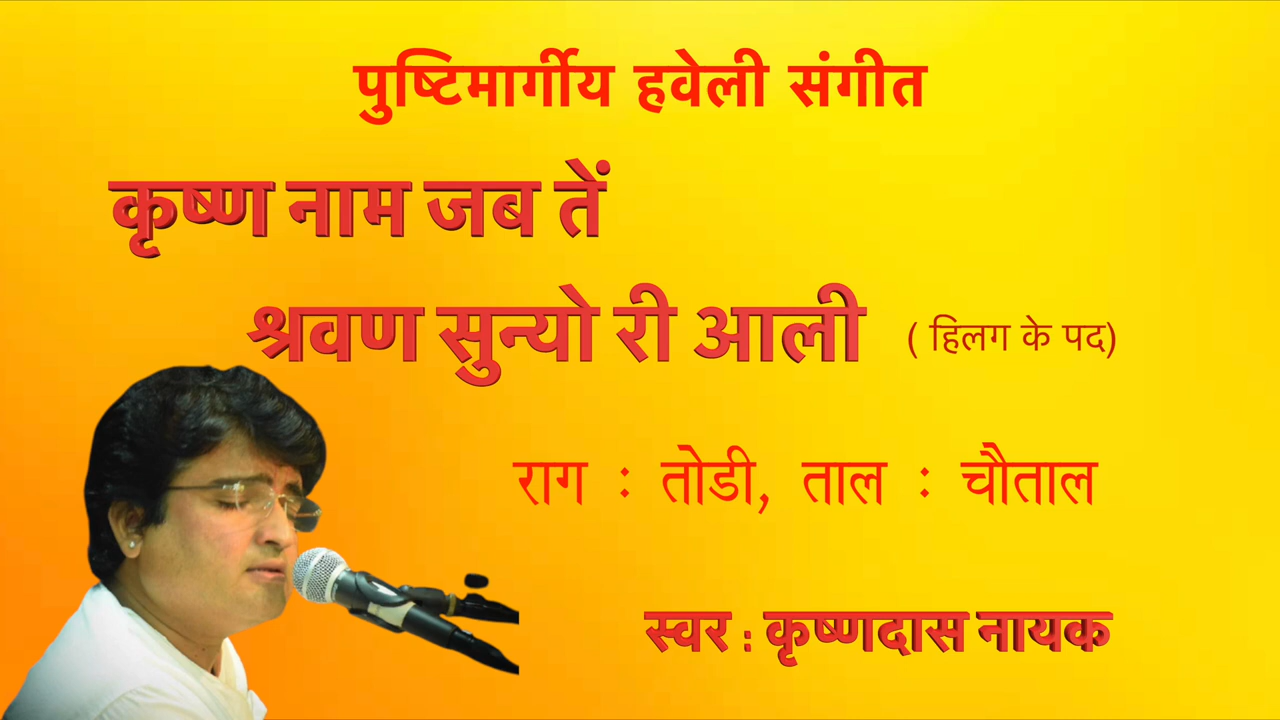 पुष्टिमार्गीय हवेली संगीत
कृष्ण नाम जब तें
श्रवण सुन्यो री आली ( हिलग के पद)
राग : तोडी, ताल : चौताल
स्वर : कृष्णदास नायक